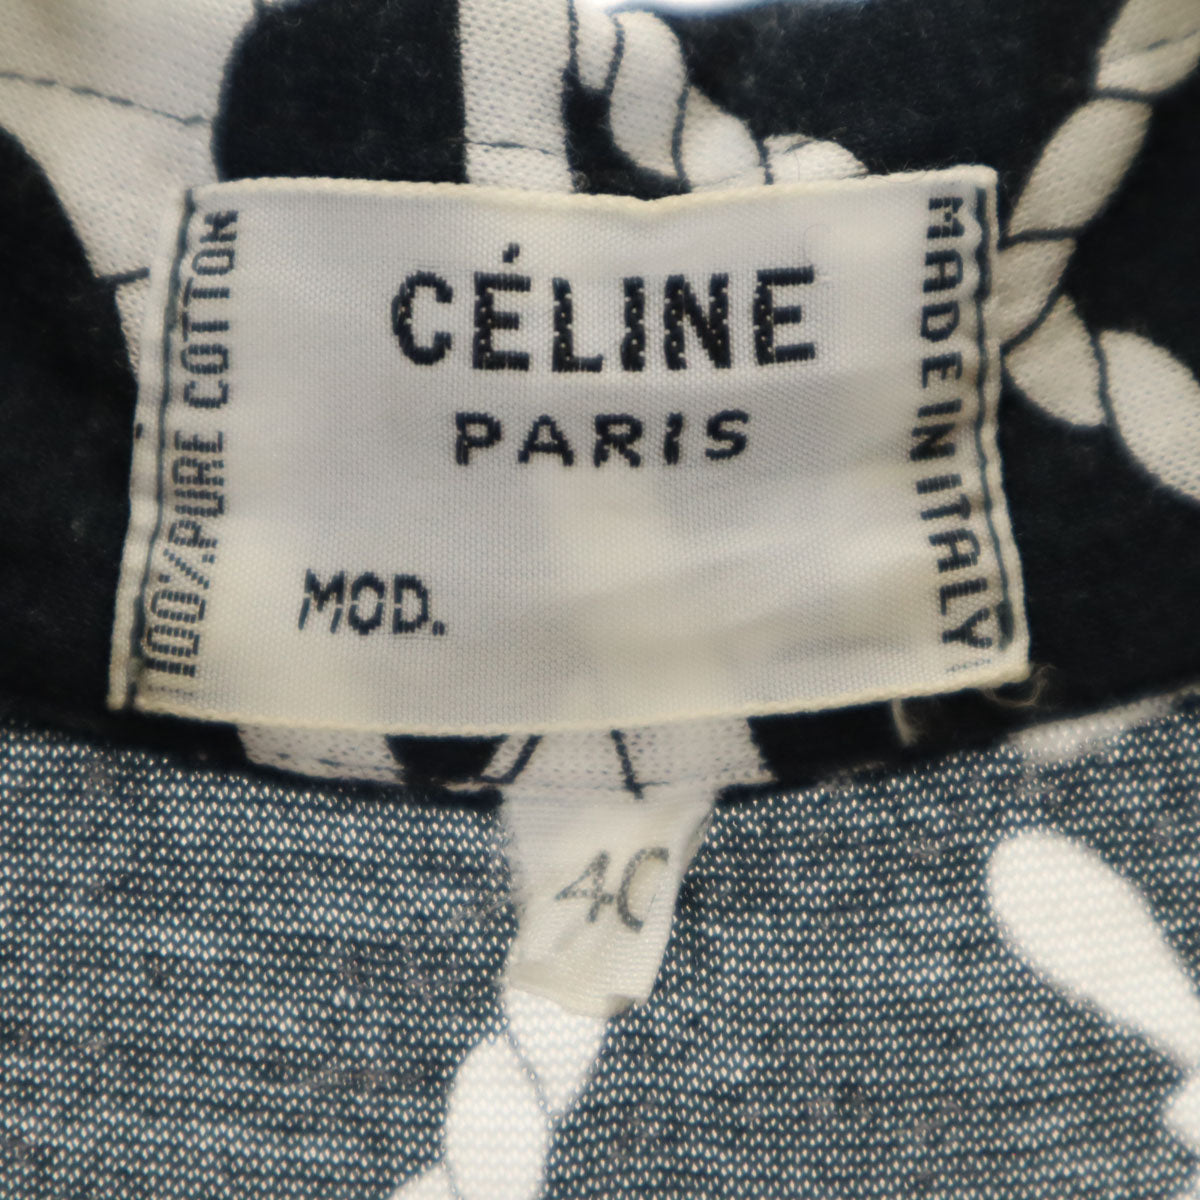 CÉLINE
PARIS
MOD.
100% PURE COTTON
MADE IN ITALY
40